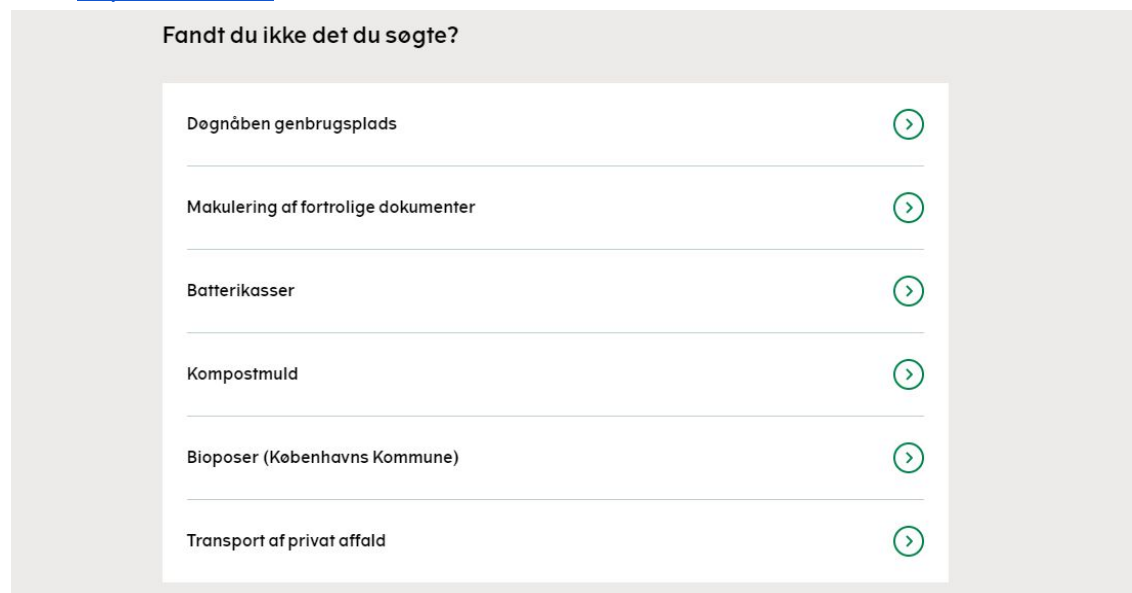 Fandt du ikke det du søgte?
Døgnåben genbrugsplads
Makulering af fortrolige dokumenter
Batterikasser
Kompostmuld
Bioposer (Københavns Kommune)
Transport af privat affald